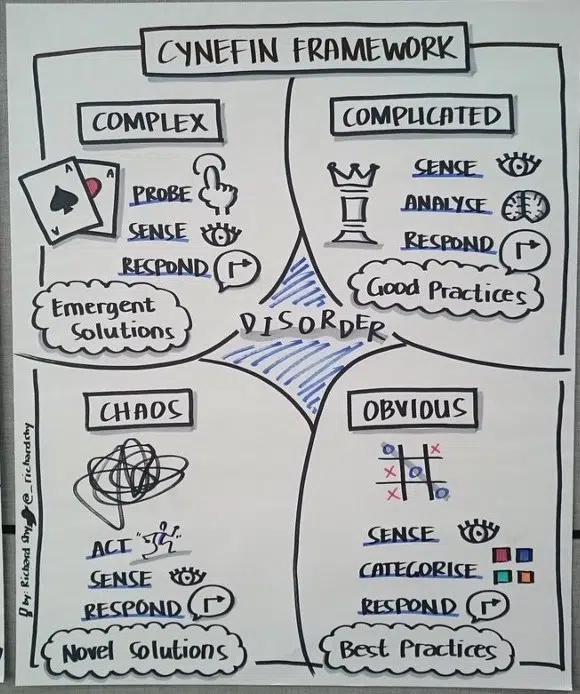 CYNEFIN FRAMEWORK
COMPLEX
A
A
A
PROBE
SENSE
RESPOND
Emergent
Solutions
COMPLICATED
SENSE
ANALYSE
RESPOND
Good Practices
DISORDER
CHAOS
ACT
SENSE
RESPOND
Novel Solutions
OBVIOUS
O X
X O
X O
SENSE
CATEGORISE
RESPOND
Best Practices
by: Richard Shy @_richardshy